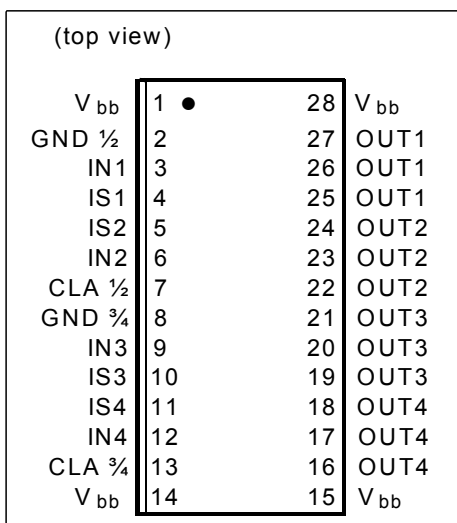 (top view)
V bb 1 ● 28 V bb
GND ½ 2 27 OUT1
IN1 3 26 OUT1
IS1 4 25 OUT1
IS2 5 24 OUT2
IN2 6 23 OUT2
CLA ½ 7 22 OUT2
GND ¾ 8 21 OUT3
IN3 9 20 OUT3
IS3 10 19 OUT3
IS4 11 18 OUT4
IN4 12 17 OUT4
CLA ¾ 13 16 OUT4
V bb 14 15 V bb